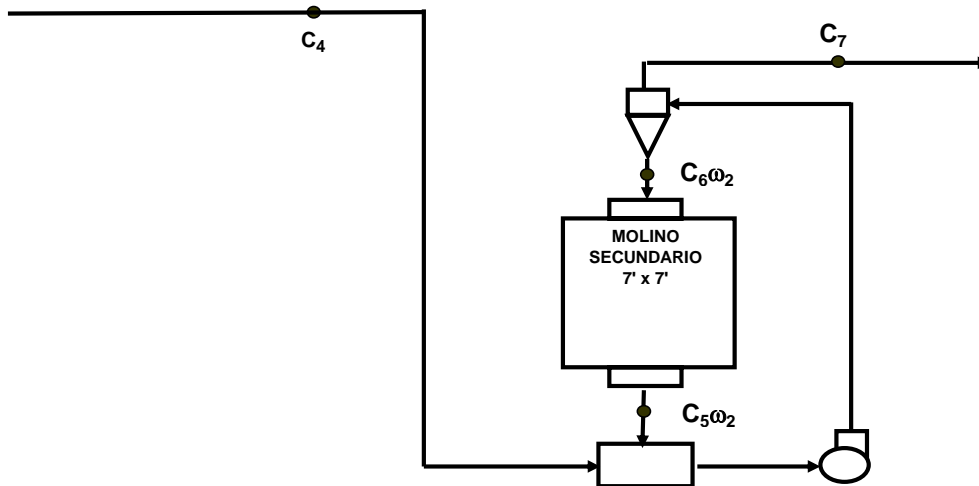 C₄
C₇
C₆ω₂
MOLINO
SECUNDARIO
7' x 7'
C₅ω₂